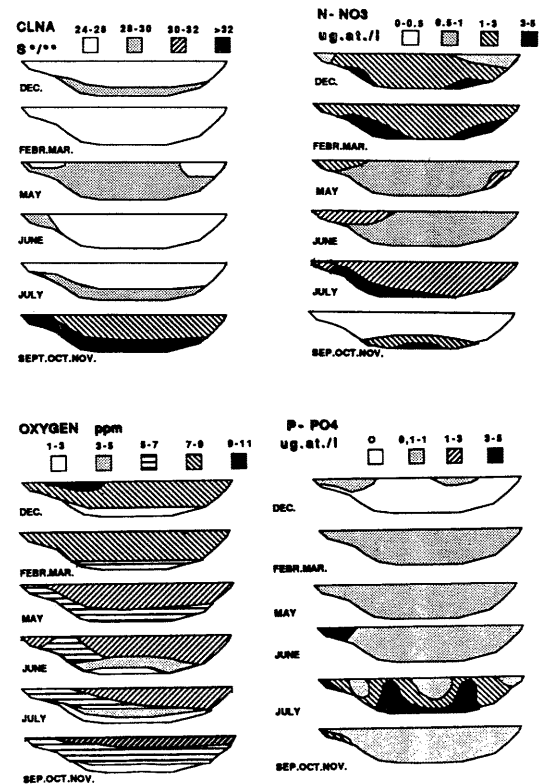 CLNA 24-28 28-30 30-32 >32
S°/°°
DEC.
FEBR.MAR.
MAY
JUNE
JULY
SEPT.OCT.NOV.
N- NO3
ug.at./l 0-0.5 0.5-1 1-3 3-5
DEC.
FEBR.MAR.
MAY
JUNE
JULY
SEP.OCT.NOV.
OXYGEN ppm
1-3 3-5 5-7 7-9 9-11
DEC.
FEBR.MAR.
MAY
JUNE
JULY
SEP.OCT.NOV.
P- PO4
ug.at./l 0 0,1-1 1-3 3-5
DEC.
FEBR.MAR.
MAY
JUNE
JULY
SEP.OCT.NOV.